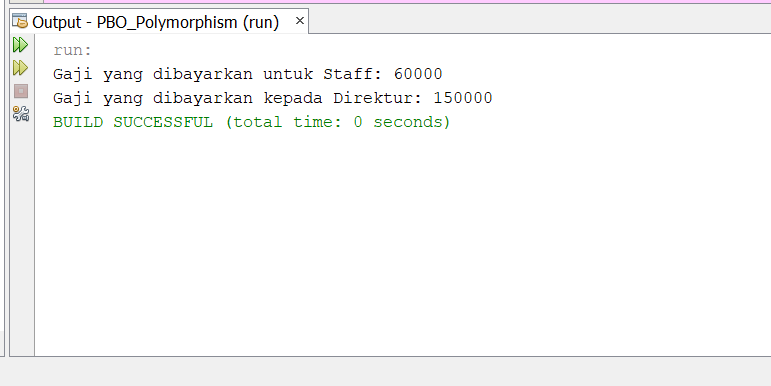 Output - PBO_Polymorphism (run) ×
run:
Gaji yang dibayarkan untuk Staff: 60000
Gaji yang dibayarkan kepada Direktur: 150000
BUILD SUCCESSFUL (total time: 0 seconds)